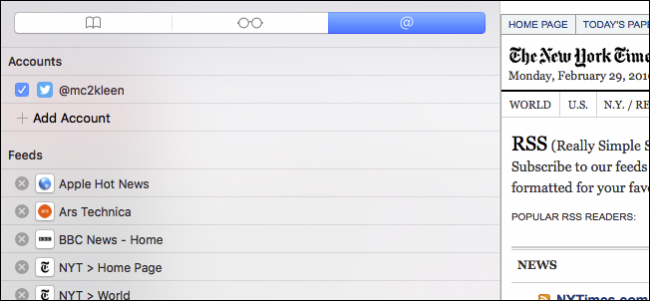 @
Accounts
@mc2kleen
+ Add Account
Feeds
Apple Hot News
Ars Technica
BBC News - Home
NYT > Home Page
NYT > World
HOME PAGE
TODAY'S PAP
The New York Time
Monday, February 29, 201
WORLD
U.S.
N.Y. / RE
RSS (Really Simple S
Subscribe to our feeds
formatted for your favo
POPULAR RSS READERS:
NEWS
NYTimes.com